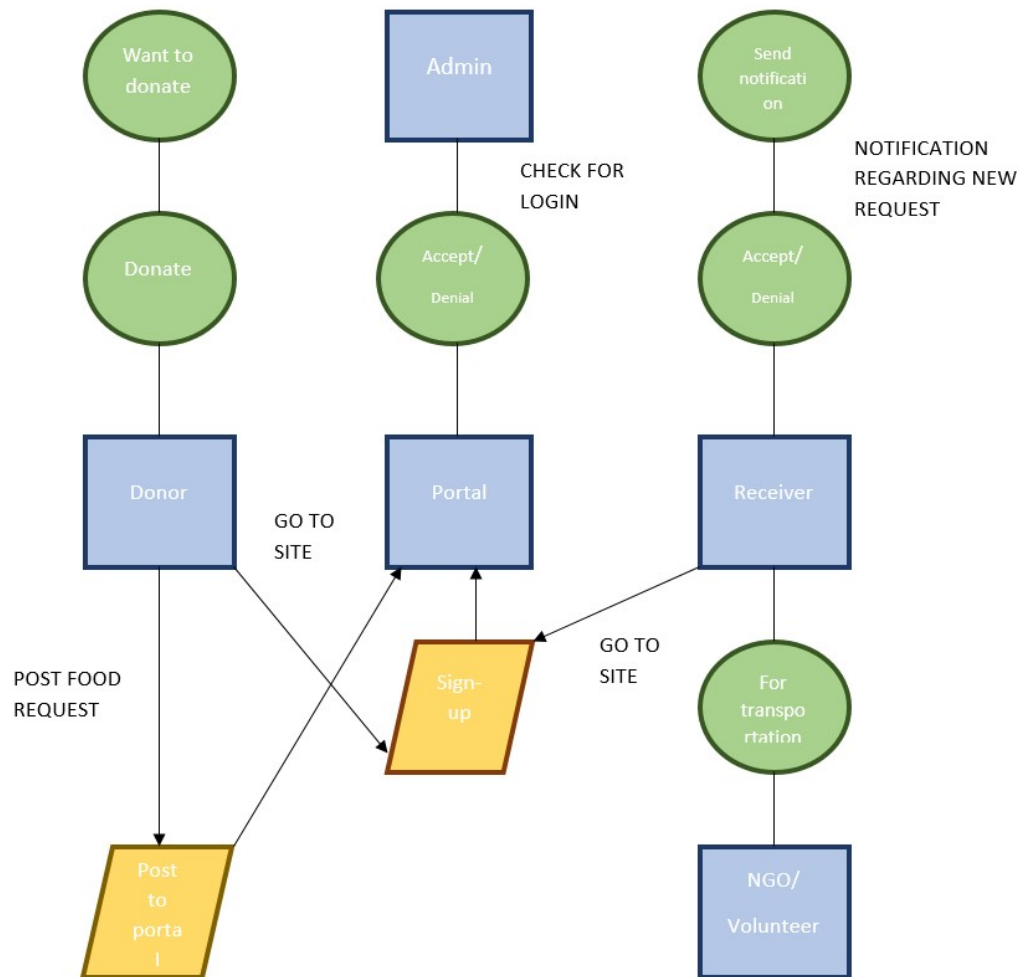 Want to
donate
Admin
Send
notificati
on
CHECK FOR
LOGIN
NOTIFICATION
REGARDING NEW
REQUEST
Donate
Accept/
Denial
Accept/
Denial
Donor
GO TO
SITE
Portal
Receiver
POST FOOD
REQUEST
Sign-
up
GO TO
SITE
For
transpo
rtation
Post
to
porta
l
NGO/
Volunteer